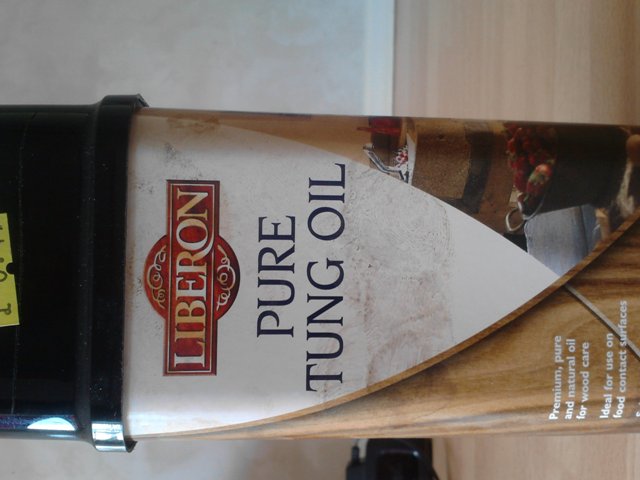 LIBERON
PURE
TUNG OIL
Premium, pure
and natural oil
for wood care
Ideal for use on
food contact surfaces